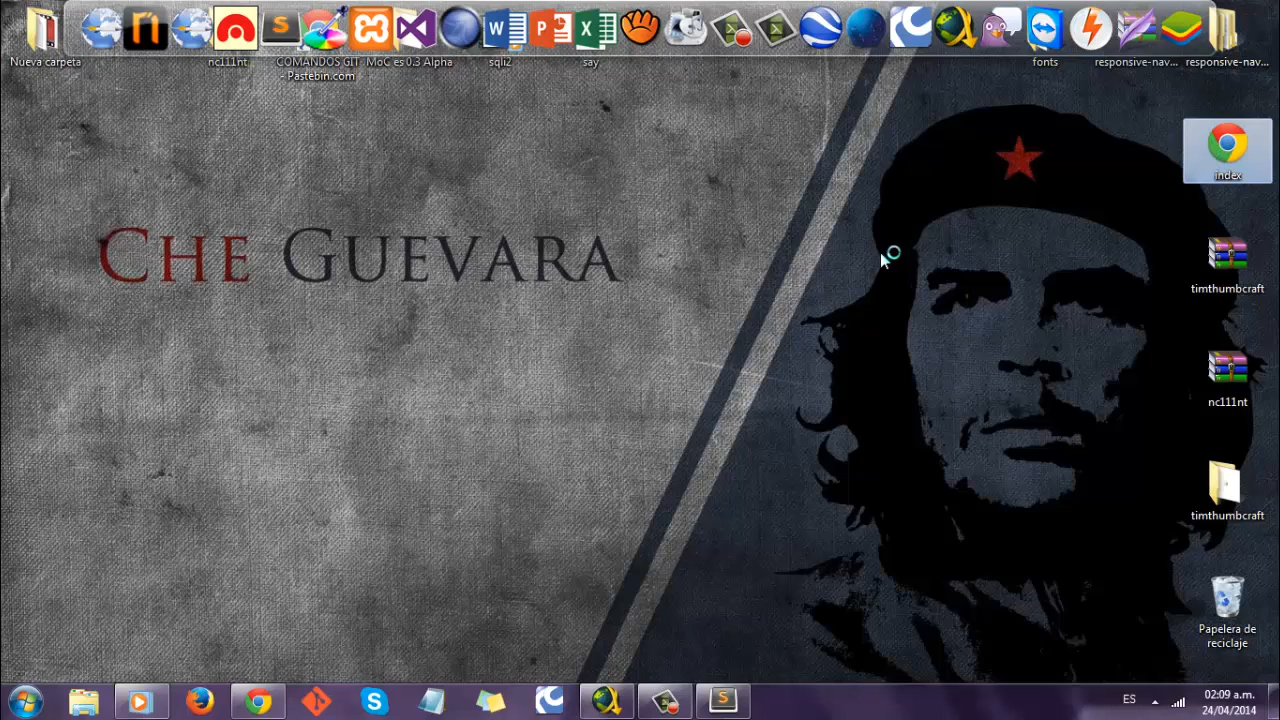 Nueva carpeta
nc111nt
COMANDOS GIT
- Pastebin.com
MoC es 0.3 Alpha
sqli2
say
fonts
responsive-nav...
responsive-nav...
index
CHE GUEVARA
timthumbcraft
nc111nt
timthumbcraft
Papelera de
reciclaje
ES
02:09 a.m.
24/04/2014